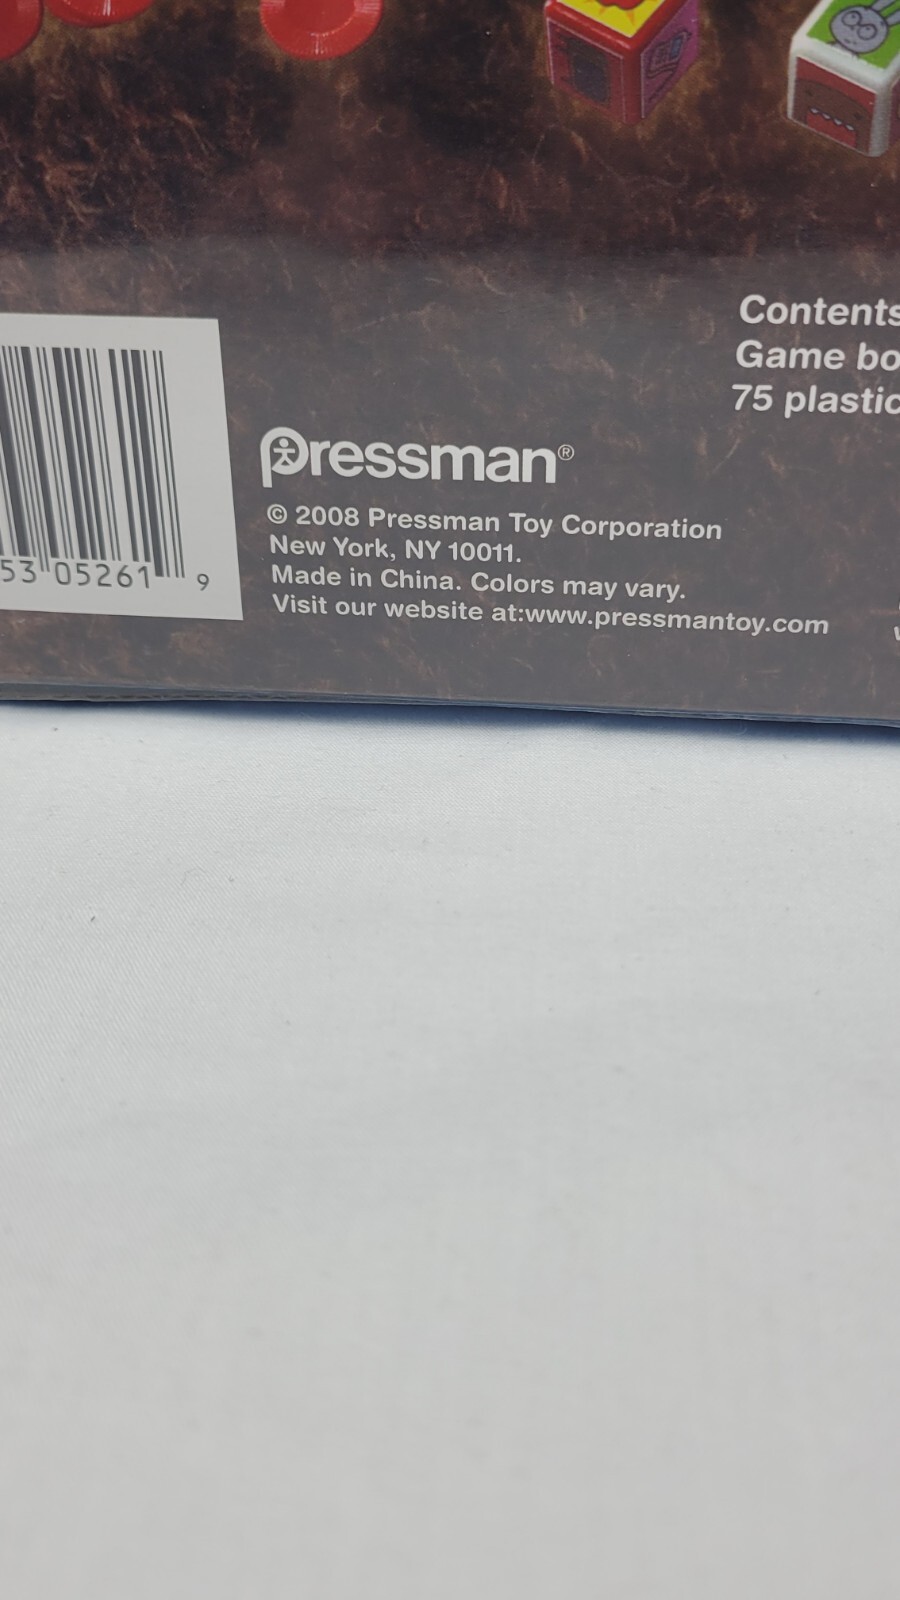 Contents
Game bo
75 plastic
Pressman®
© 2008 Pressman Toy Corporation
New York, NY 10011.
Made in China. Colors may vary.
Visit our website at:www.pressmantoy.com
53 05261 9